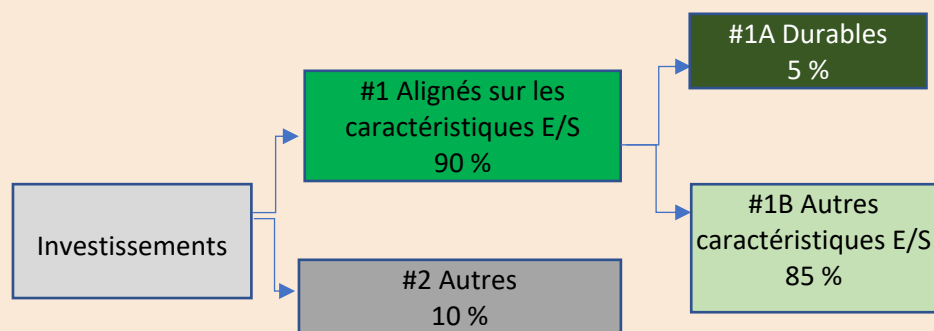 Investissements
#1 Alignés sur les
caractéristiques E/S
90 %
#2 Autres
10 %
#1A Durables
5 %
#1B Autres
caractéristiques E/S
85 %